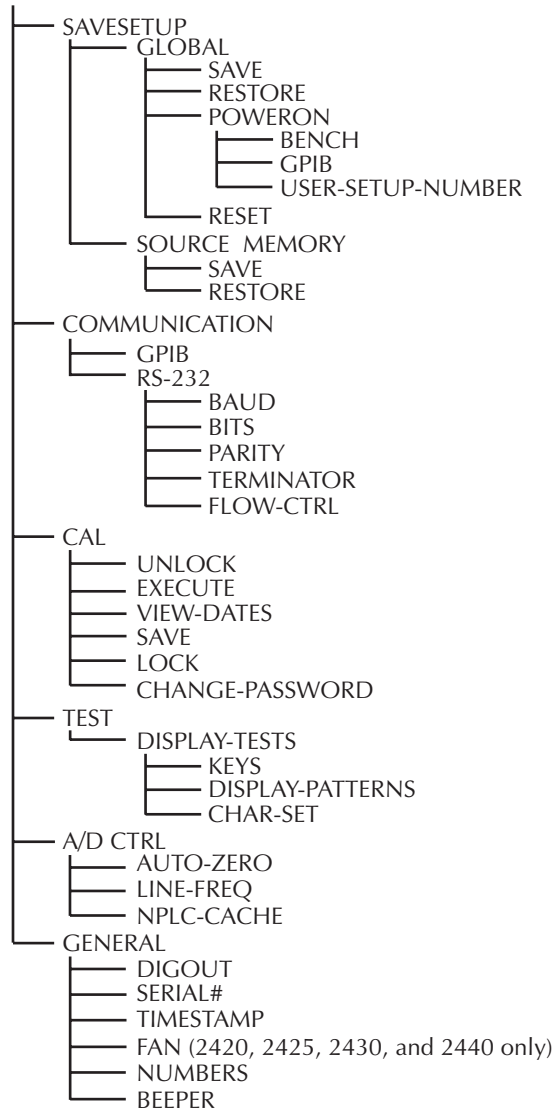 SAVESETUP
GLOBAL
SAVE
RESTORE
POWERON
BENCH
GPIB
USER-SETUP-NUMBER
RESET
SOURCE MEMORY
SAVE
RESTORE
COMMUNICATION
GPIB
RS-232
BAUD
BITS
PARITY
TERMINATOR
FLOW-CTRL
CAL
UNLOCK
EXECUTE
VIEW-DATES
SAVE
LOCK
CHANGE-PASSWORD
TEST
DISPLAY-TESTS
KEYS
DISPLAY-PATTERNS
CHAR-SET
A/D CTRL
AUTO-ZERO
LINE-FREQ
NPLC-CACHE
GENERAL
DIGOUT
SERIAL#
TIMESTAMP
FAN (2420, 2425, 2430, and 2440 only)
NUMBERS
BEEPER